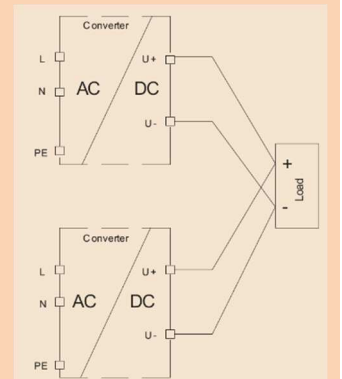 Converter
L
U+
N
AC
DC
U-
PE
+
Load
-
Converter
L
U+
N
AC
DC
U-
PE